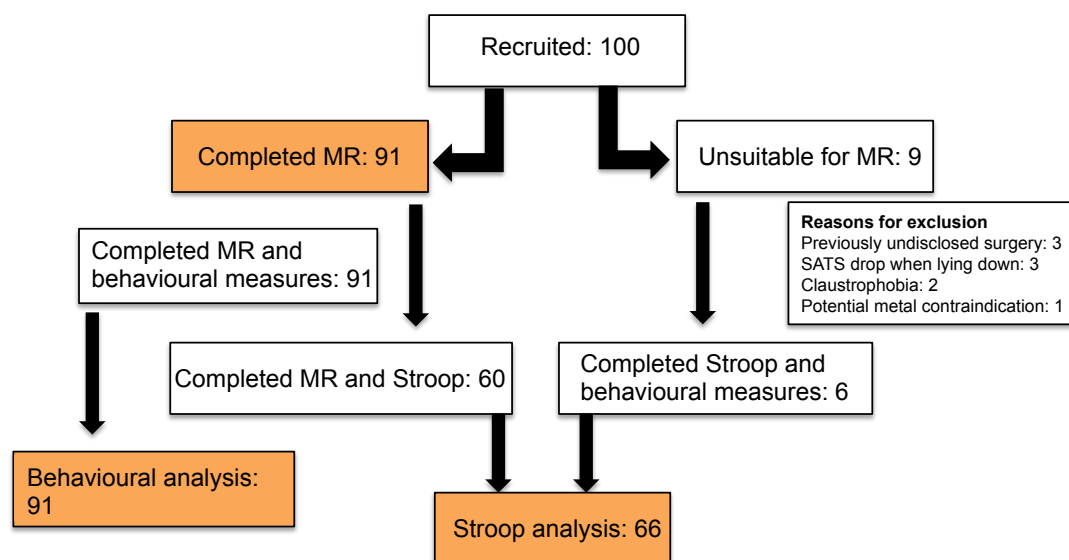 Recruited: 100
Completed MR: 91
Unsuitable for MR: 9
Reasons for exclusion
Previously undisclosed surgery: 3
SATS drop when lying down: 3
Claustrophobia: 2
Potential metal contraindication: 1
Completed MR and
behavioural measures: 91
Completed MR and Stroop: 60
Completed Stroop and
behavioural measures: 6
Behavioural analysis:
91
Stroop analysis: 66